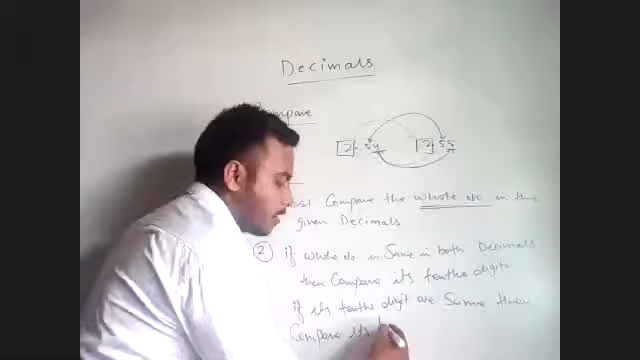 Decimals
Compare
2.54 2.55
Compare the whole no in the
given Decimals
② if whole no in Same in both Decimals
then Compare its tenths digits
if its tenths digit are Same then
Compare its